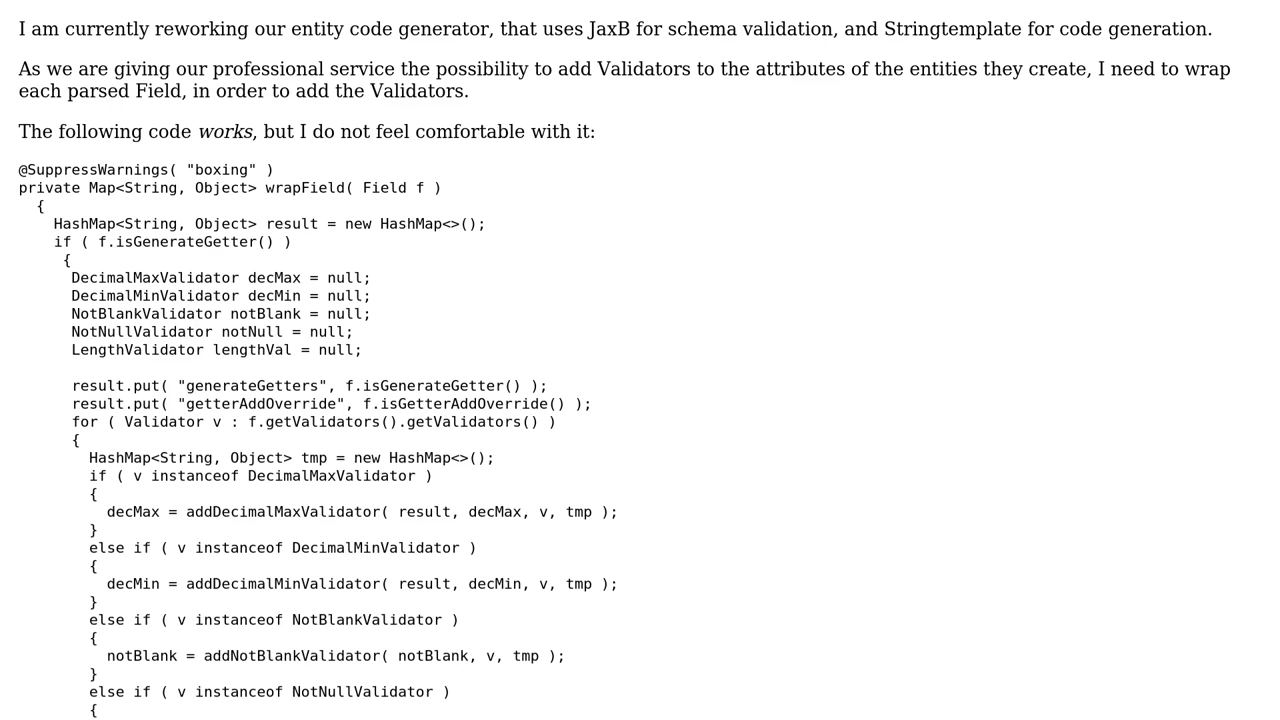 I am currently reworking our entity code generator, that uses JaxB for schema validation, and Stringtemplate for code generation.
As we are giving our professional service the possibility to add Validators to the attributes of the entities they create, I need to wrap
each parsed Field, in order to add the Validators.
The following code works, but I do not feel comfortable with it:
@SuppressWarnings( "boxing" )
private Map<String, Object> wrapField( Field f )
  {
    HashMap<String, Object> result = new HashMap<>();
    if ( f.isGenerateGetter() )
     {
      DecimalMaxValidator decMax = null;
      DecimalMinValidator decMin = null;
      NotBlankValidator notBlank = null;
      NotNullValidator notNull = null;
      LengthValidator lengthVal = null;

      result.put( "generateGetters", f.isGenerateGetter() );
      result.put( "getterAddOverride", f.isGetterAddOverride() );
      for ( Validator v : f.getValidators().getValidators() )
      {
        HashMap<String, Object> tmp = new HashMap<>();
        if ( v instanceof DecimalMaxValidator )
        {
          decMax = addDecimalMaxValidator( result, decMax, v, tmp );
        }
        else if ( v instanceof DecimalMinValidator )
        {
          decMin = addDecimalMinValidator( result, decMin, v, tmp );
        }
        else if ( v instanceof NotBlankValidator )
        {
          notBlank = addNotBlankValidator( notBlank, v, tmp );
        }
        else if ( v instanceof NotNullValidator )
        {